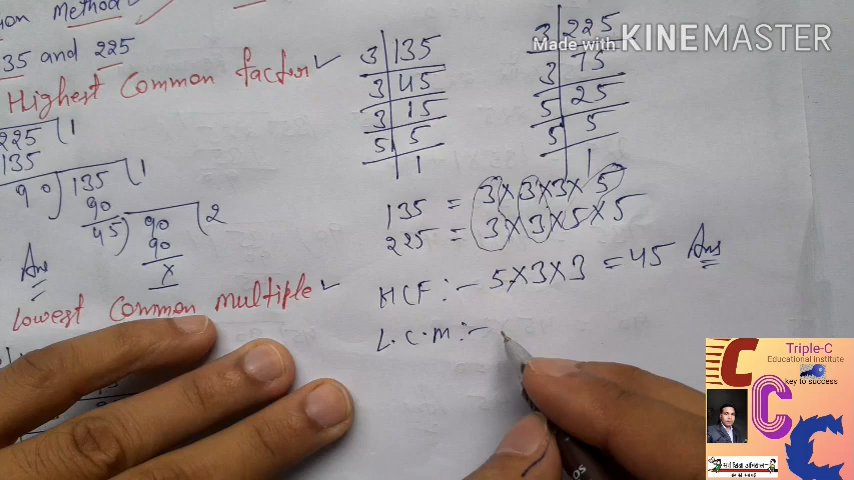 on Method
35 and 225
Highest Common factor
225 1
135
90 135 1
90
45 90 2
90
x
Ans
Lowest Common Multiple
3 135
3 45
3 15
5 5
1
3 225
3 75
5 25
5 5
1
135 = 3×3×3×5
225 = 3×3×5×5
HCF:- 5×3×3 = 45 Ans
L.C.M:-
Made with KINEMASTER
Triple-C
Educational Institute
key to success
C C C